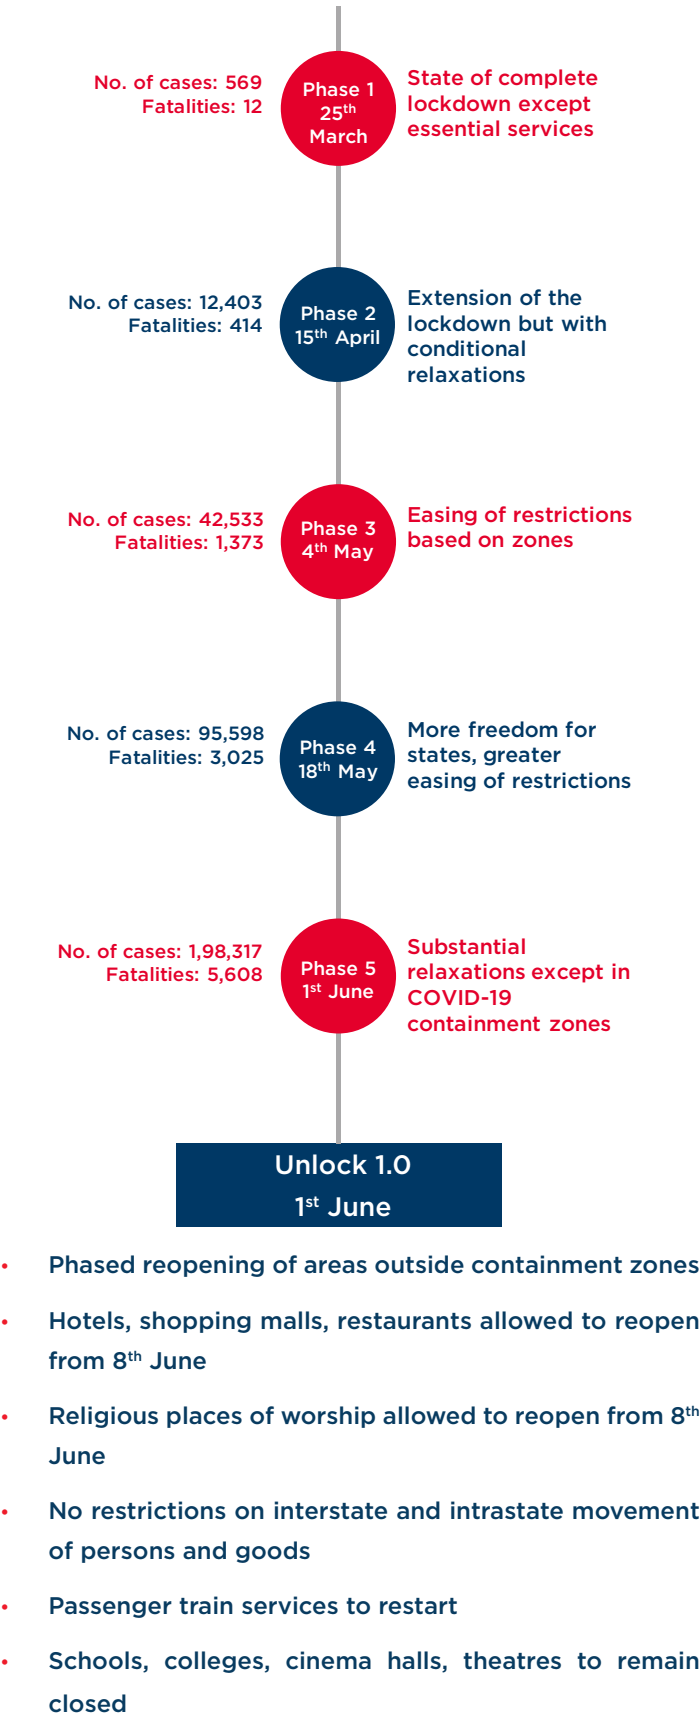 No. of cases: 569
Fatalities: 12
Phase 1
25th
March
State of complete
lockdown except
essential services
No. of cases: 12,403
Fatalities: 414
Phase 2
15th April
Extension of the
lockdown but with
conditional
relaxations
No. of cases: 42,533
Fatalities: 1,373
Phase 3
4th May
Easing of restrictions
based on zones
No. of cases: 95,598
Fatalities: 3,025
Phase 4
18th May
More freedom for
states, greater
easing of restrictions
No. of cases: 1,98,317
Fatalities: 5,608
Phase 5
1st June
Substantial
relaxations except in
COVID-19
containment zones
Unlock 1.0
1st June
• Phased reopening of areas outside containment zones
• Hotels, shopping malls, restaurants allowed to reopen
from 8th June
• Religious places of worship allowed to reopen from 8th
June
• No restrictions on interstate and intrastate movement
of persons and goods
• Passenger train services to restart
• Schools, colleges, cinema halls, theatres to remain
closed